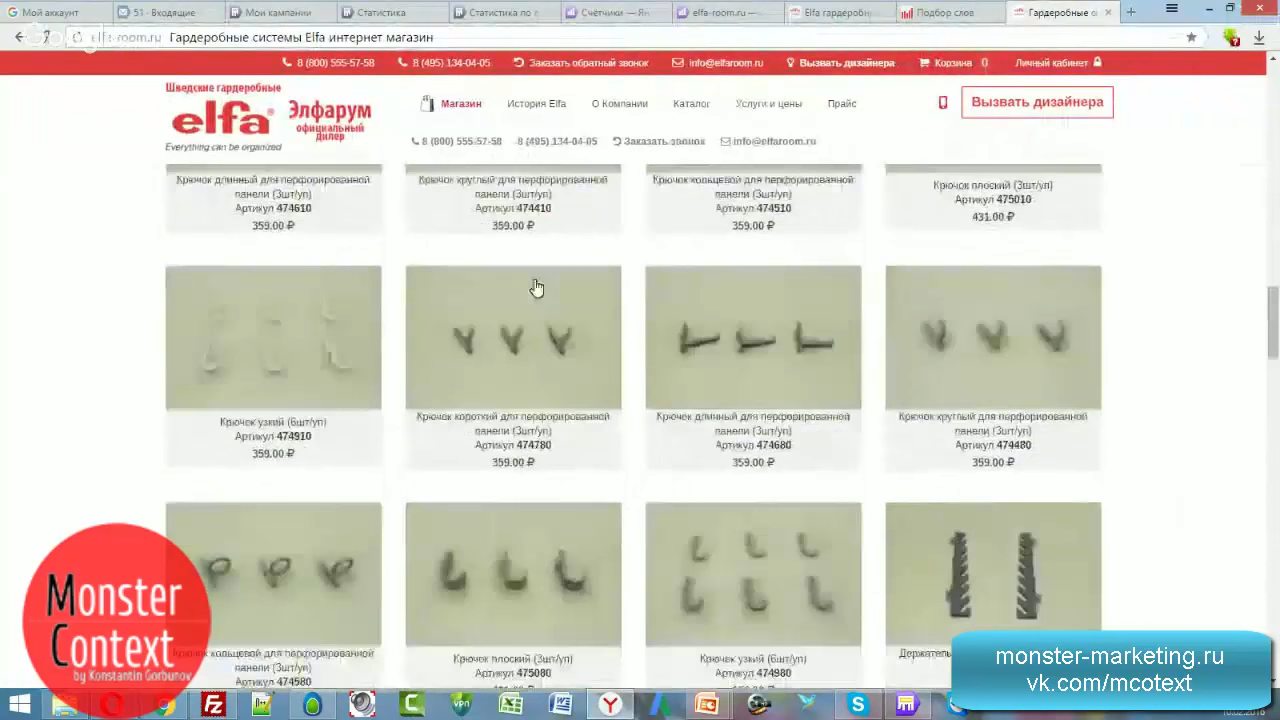 Мой аккаунт
51 · Входящие
Мои кампании
Статистика
Статистика по с
Счётчики — Ян
elfa-room.ru —
Elfa гардеробн
Подбор слов
Гардеробные си
room.ru Гардеробные системы Elfa интернет магазин
8 (800) 555-57-58
8 (495) 134-04-05
Заказать обратный звонок
info@elfaroom.ru
Вызвать дизайнера
Корзина 0
Личный кабинет
Шведские гардеробные
elfa®
Everything can be organized
Элфарум
официальный
дилер
Магазин
История Elfa
О Компании
Каталог
Услуги и цены
Прайс
Вызвать дизайнера
8 (800) 555-57-58
8 (495) 134-04-05
Заказать звонок
info@elfaroom.ru
Крючок длинный для перфорированной
панели (3шт/уп)
Артикул 474610
359.00 ₽
Крючок круглый для перфорированной
панели (3шт/уп)
Артикул 474410
359.00 ₽
Крючок кольцевой для перфорированной
панели (3шт/уп)
Артикул 474510
359.00 ₽
Крючок плоский (3шт/уп)
Артикул 475010
431.00 ₽
Крючок узкий (6шт/уп)
Артикул 474910
359.00 ₽
Крючок короткий для перфорированной
панели (3шт/уп)
Артикул 474780
359.00 ₽
Крючок длинный для перфорированной
панели (3шт/уп)
Артикул 474680
359.00 ₽
Крючок круглый для перфорированной
панели (3шт/уп)
Артикул 474480
359.00 ₽
Крючок кольцевой для перфорированной
панели (3шт/уп)
Артикул 474580
Крючок плоский (3шт/уп)
Артикул 475080
Крючок узкий (6шт/уп)
Артикул 474980
Держатель
Monster
Context
by Konstantin Gorbunov
monster-marketing.ru
vk.com/mcotext